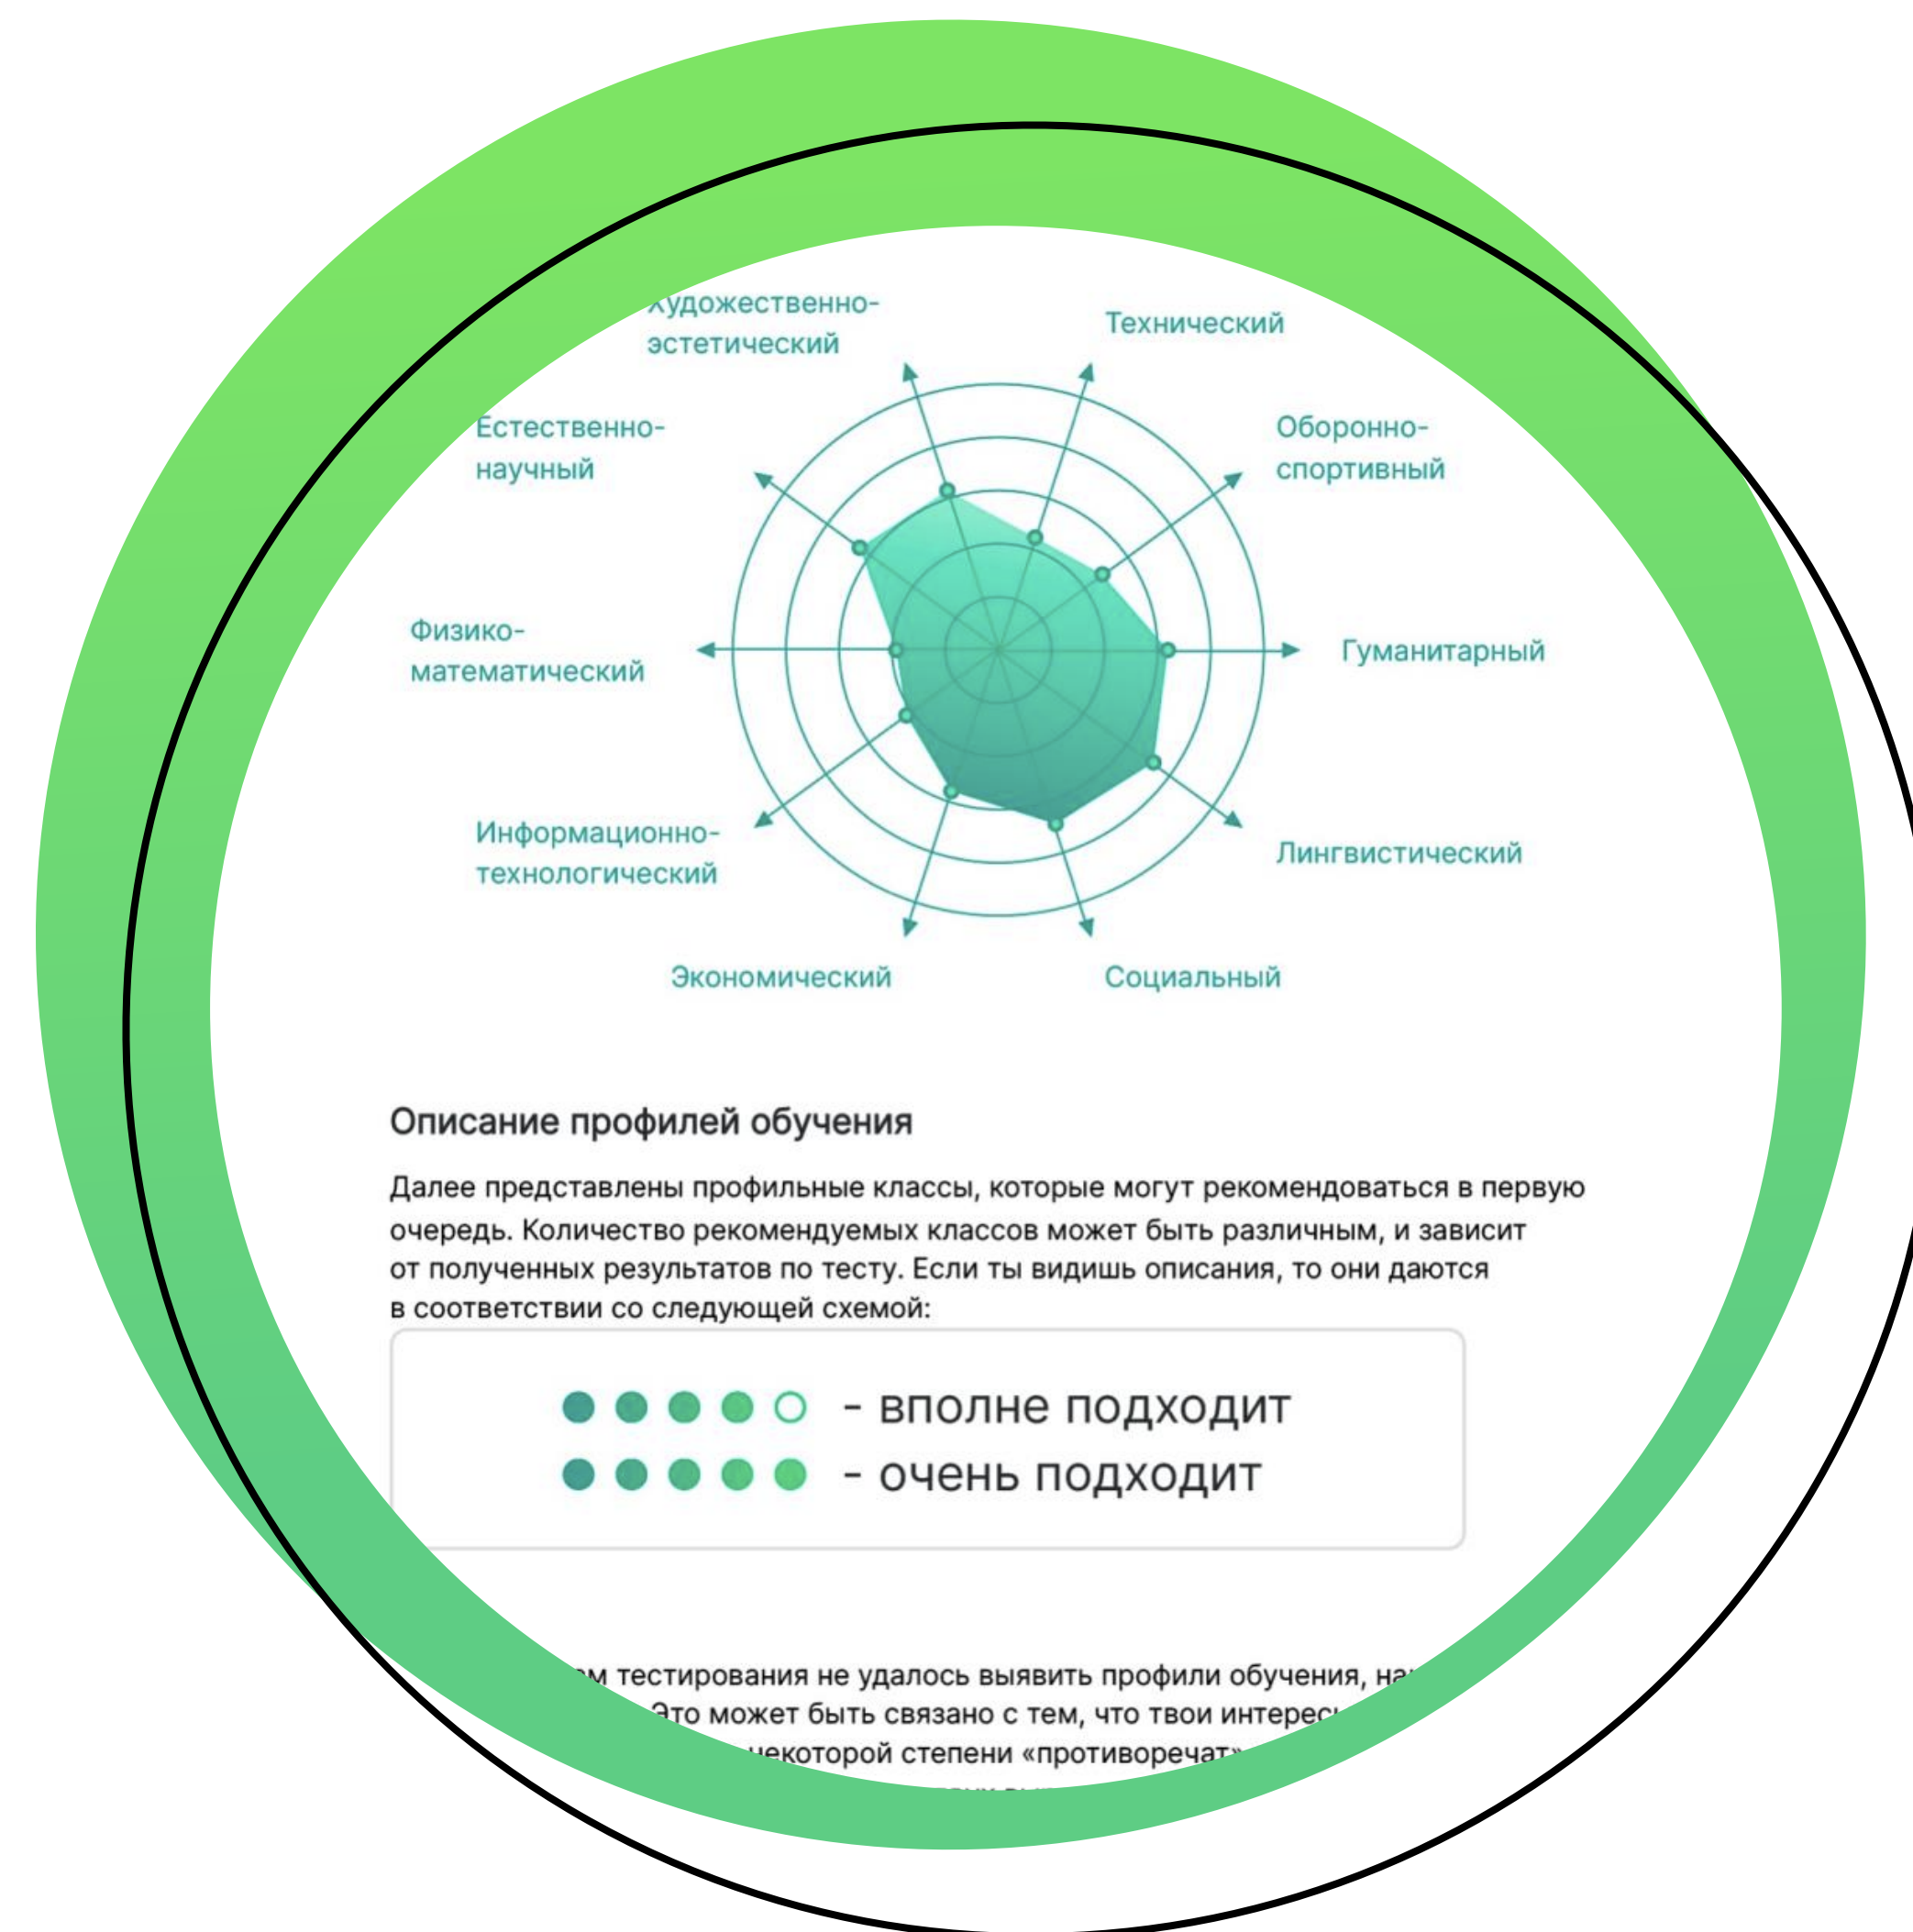 Художественно-
эстетический
Технический
Естественно-
научный
Оборонно-
спортивный
Физико-
математический
Гуманитарный
Информационно-
технологический
Лингвистический
Экономический
Социальный
Описание профилей обучения
Далее представлены профильные классы, которые могут рекомендоваться в первую
очередь. Количество рекомендуемых классов может быть различным, и зависит
от полученных результатов по тесту. Если ты видишь описания, то они даются
в соответствии со следующей схемой:
- вполне подходит
- очень подходит
тестирования не удалось выявить профили обучения,
Это может быть связано с тем, что твои
некоторой степени «противоречат»